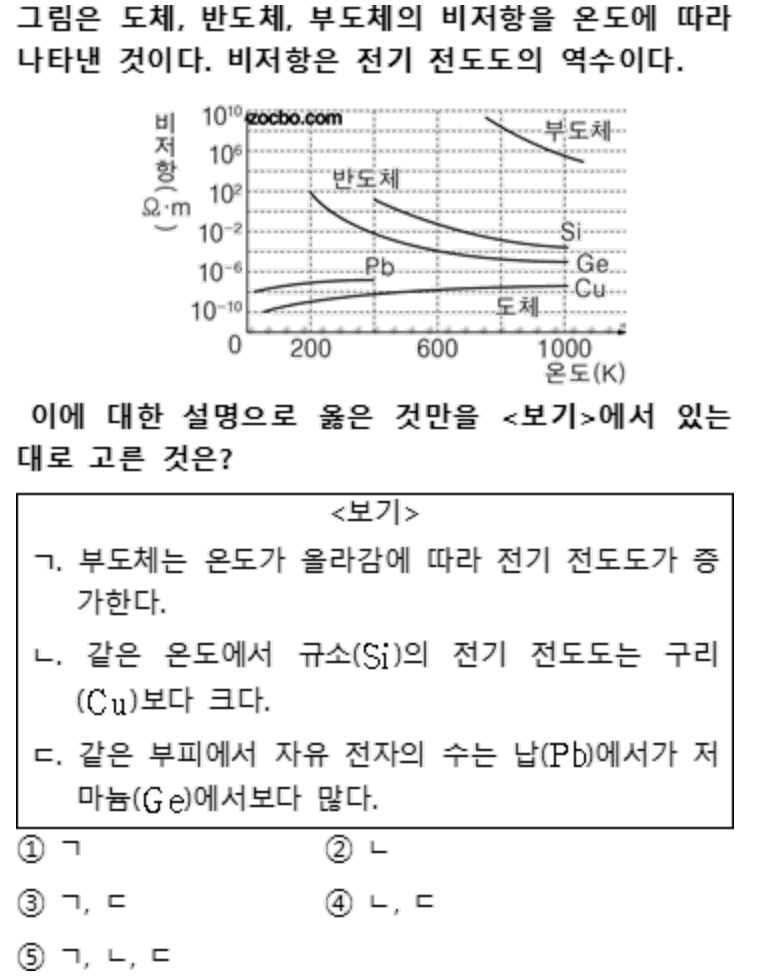 그림은 도체, 반도체, 부도체의 비저항을 온도에 따라
나타낸 것이다. 비저항은 전기 전도도의 역수이다.
비저항(Ω·m)
10¹⁰
10⁶
10²
10⁻²
10⁻⁶
10⁻¹⁰
zocbo.com
부도체
반도체
Si
Ge
Pb
Cu
도체
0 200 600 1000
온도(K)
이에 대한 설명으로 옳은 것만을 <보기>에서 있는
대로 고른 것은?
<보기>
ㄱ. 부도체는 온도가 올라감에 따라 전기 전도도가 증
가한다.
ㄴ. 같은 온도에서 규소(Si)의 전기 전도도는 구리
(Cu)보다 크다.
ㄷ. 같은 부피에서 자유 전자의 수는 납(Pb)에서가 저
마늄(Ge)에서보다 많다.
① ㄱ ② ㄴ
③ ㄱ, ㄷ ④ ㄴ, ㄷ
⑤ ㄱ, ㄴ, ㄷ